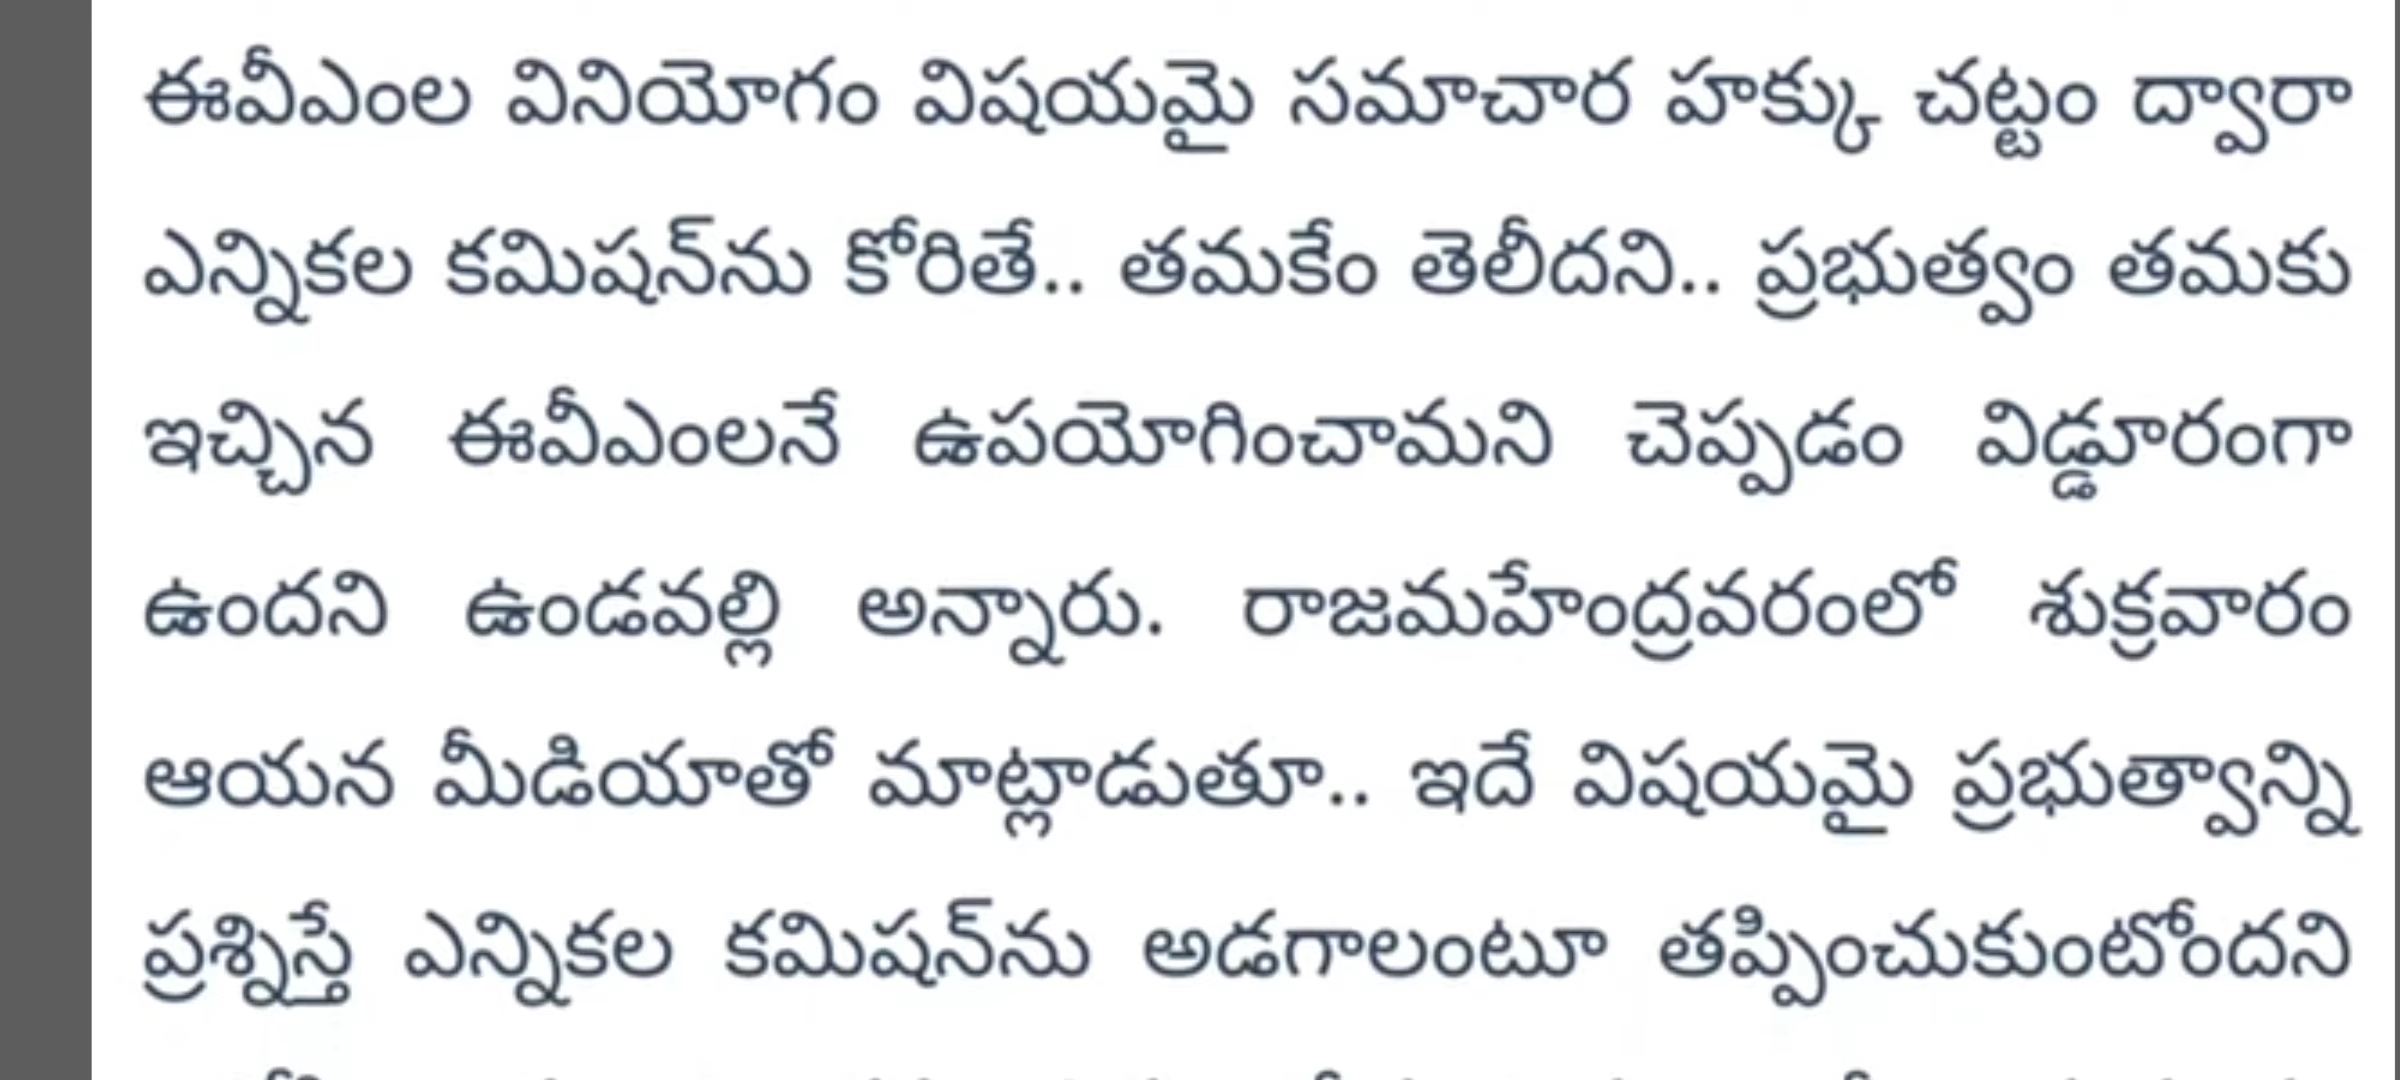 ఈవీఎంల వినియోగం విషయమై సమాచార హక్కు చట్టం ద్వారా
ఎన్నికల కమిషన్‌ను కోరితే.. తమకేం తెలీదని.. ప్రభుత్వం తమకు
ఇచ్చిన ఈవీఎంలనే ఉపయోగించామని చెప్పడం విడ్డూరంగా
ఉందని ఉండవల్లి అన్నారు. రాజమహేంద్రవరంలో శుక్రవారం
ఆయన మీడియాతో మాట్లాడుతూ.. ఇదే విషయమై ప్రభుత్వాన్ని
ప్రశ్నిస్తే ఎన్నికల కమిషన్‌ను అడగాలంటూ తప్పించుకుంటోందని